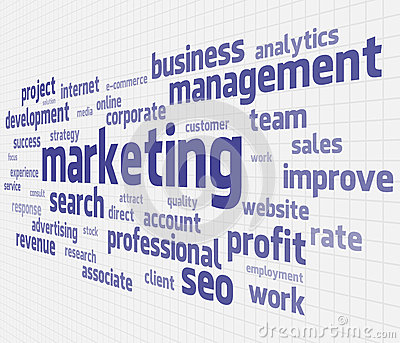 business analytics
project internet e-commerce management
solution
development media online corporate team
success strategy customer sales
focus marketing work
experience improve
service consult search attract quality website
response direct account
advertising stock professional profit rate
revenue research employment
associate client seo work